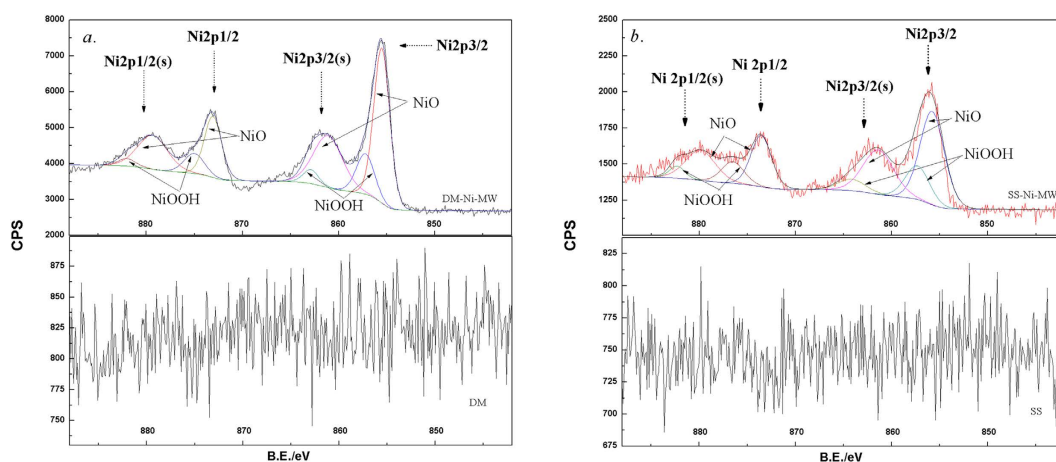 a.
Ni2p1/2(s)
Ni2p1/2
Ni2p3/2(s)
Ni2p3/2
NiO
NiO
NiOOH
NiOOH
DM-Ni-MW
8000
7000
6000
5000
4000
3000
2000
880
870
860
850
CPS
875
850
825
800
775
750
DM
880
870
860
850
B.E./eV
b.
Ni 2p1/2(s)
Ni 2p1/2
Ni2p3/2(s)
Ni2p3/2
NiO
NiO
NiOOH
NiOOH
SS-Ni-MW
2500
2250
2000
1750
1500
1250
880
870
860
850
CPS
825
800
775
750
725
700
675
SS
880
870
860
850
B.E./eV